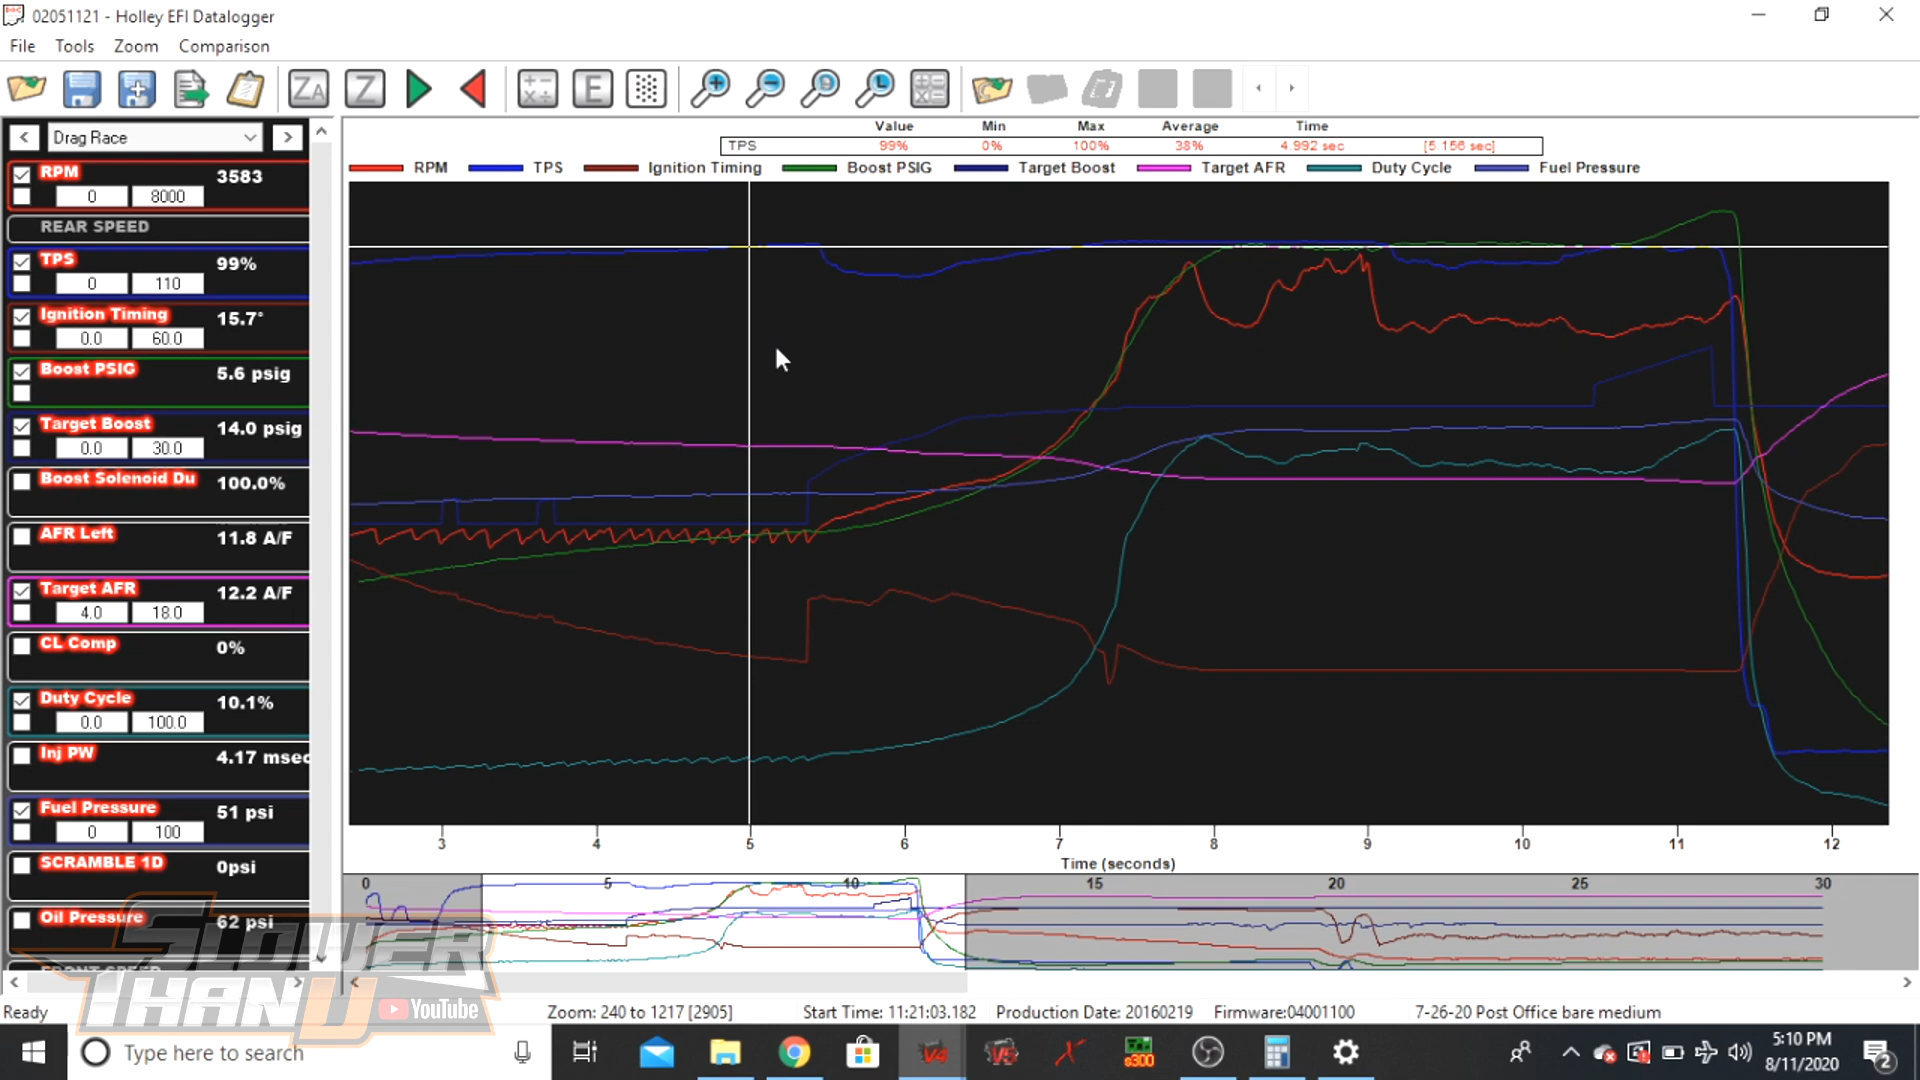 02051121 - Holley EFI Datalogger
File Tools Zoom Comparison
ZA Z E
Drag Race
Value Min Max Average Time
TPS 99% 0% 100% 38% 4.992 sec [5.156 sec]
RPM TPS Ignition Timing Boost PSIG Target Boost Target AFR Duty Cycle Fuel Pressure
RPM 3583
0 8000
REAR SPEED
TPS 99%
0 110
Ignition Timing 15.7°
0.0 60.0
Boost PSIG 5.6 psig
Target Boost 14.0 psig
0.0 30.0
Boost Solenoid Du 100.0%
AFR Left 11.8 A/F
Target AFR 12.2 A/F
4.0 18.0
CL Comp 0%
Duty Cycle 10.1%
0.0 100.0
Inj PW 4.17 msec
Fuel Pressure 51 psi
0 100
SCRAMBLE 1D 0psi
Oil Pressure 62 psi
FRONT SPEED
3 4 5 6 7 8 9 10 11 12
Time (seconds)
0 5 10 15 20 25 30
SLOWER
THAN U
YouTube
Ready Zoom: 240 to 1217 [2905] Start Time: 11:21:03.182 Production Date: 20160219 Firmware:04001100 7-26-20 Post Office bare medium
Type here to search
V4 V5 s300
5:10 PM
8/11/2020
2